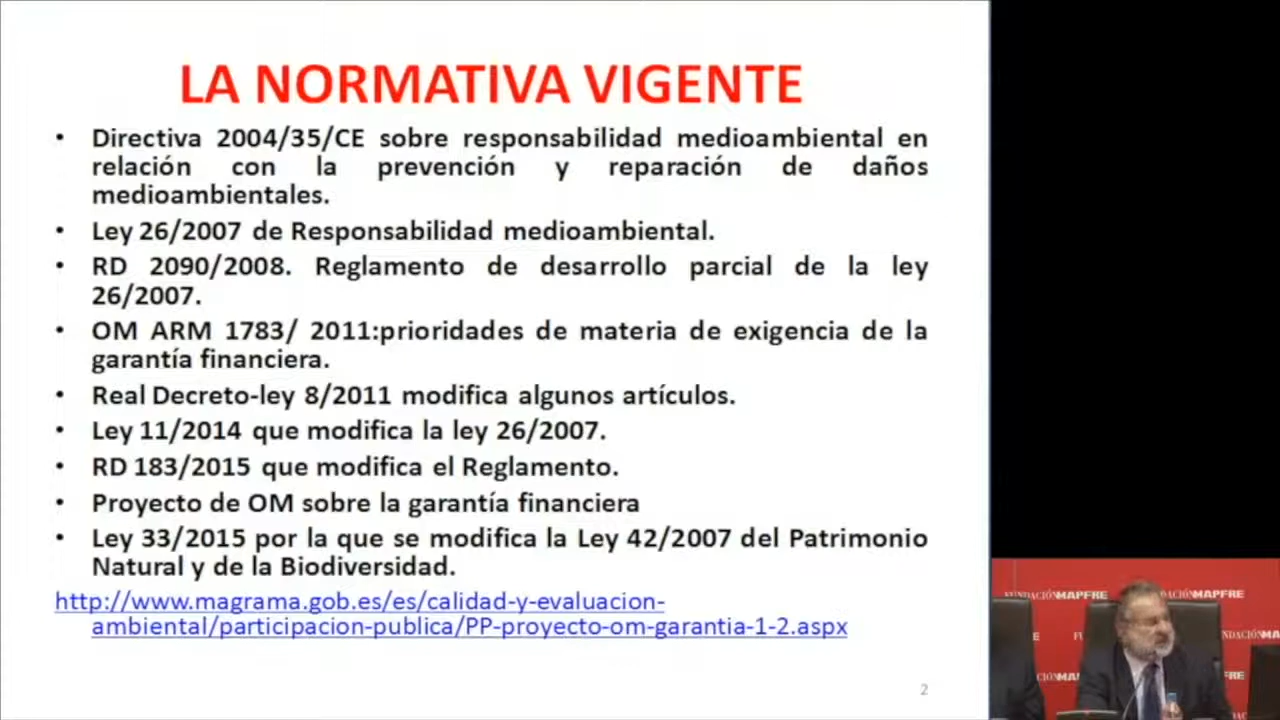 LA NORMATIVA VIGENTE
• Directiva 2004/35/CE sobre responsabilidad medioambiental en
relación con la prevención y reparación de daños
medioambientales.
• Ley 26/2007 de Responsabilidad medioambiental.
• RD 2090/2008. Reglamento de desarrollo parcial de la ley
26/2007.
• OM ARM 1783/ 2011:prioridades de materia de exigencia de la
garantía financiera.
• Real Decreto-ley 8/2011 modifica algunos artículos.
• Ley 11/2014 que modifica la ley 26/2007.
• RD 183/2015 que modifica el Reglamento.
• Proyecto de OM sobre la garantía financiera
• Ley 33/2015 por la que se modifica la Ley 42/2007 del Patrimonio
Natural y de la Biodiversidad.
http://www.magrama.gob.es/es/calidad-y-evaluacion-
ambiental/participacion-publica/PP-proyecto-om-garantia-1-2.aspx
2
FUNDACIÓN MAPFRE
MAPFRE